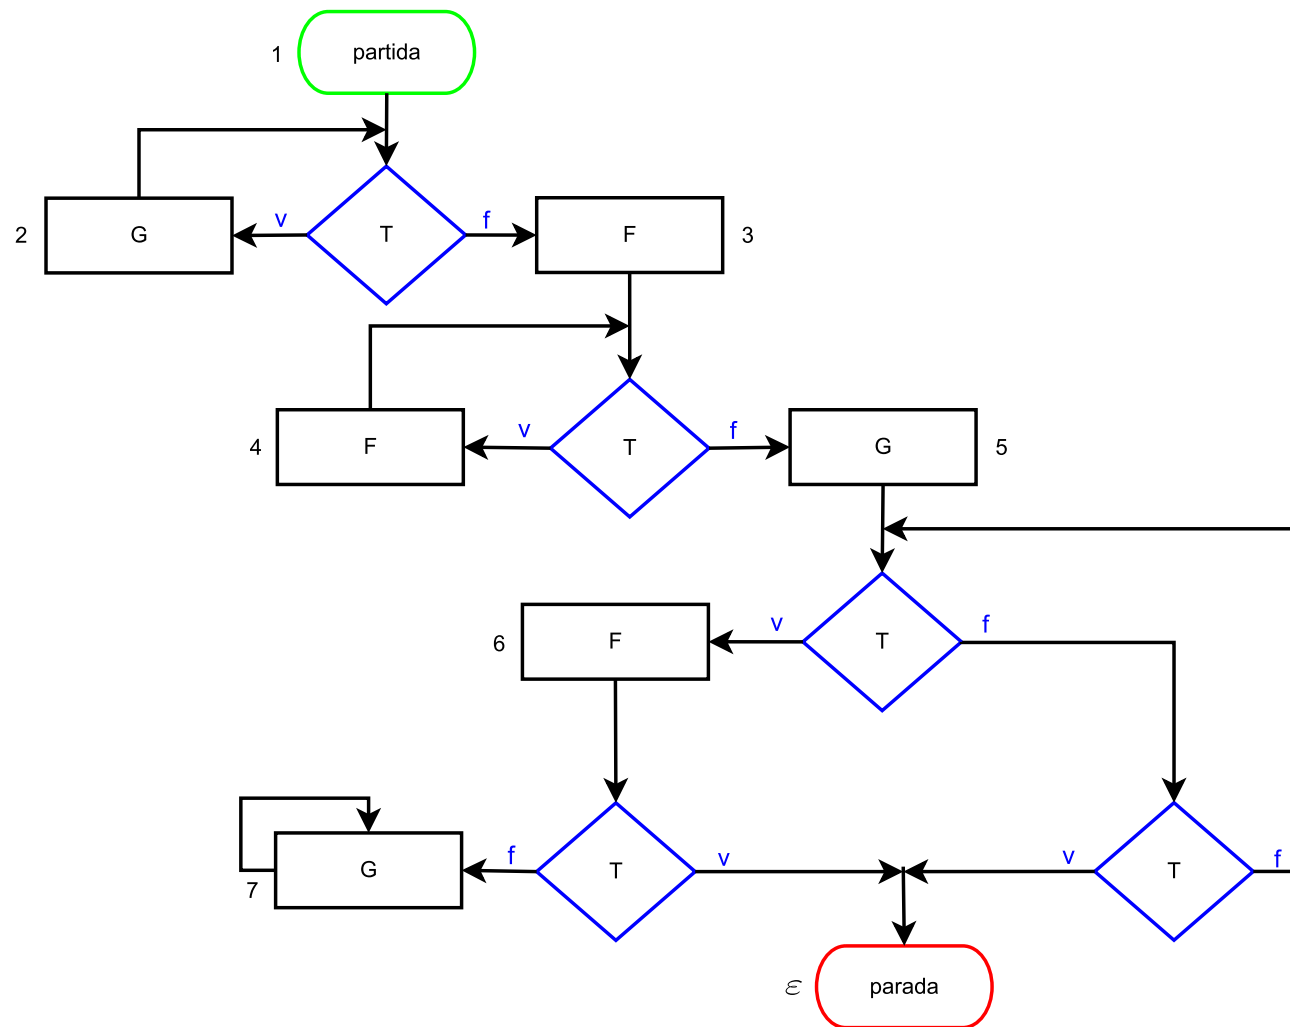 1 partida
2 G v T f F 3
4 F v T f G 5
6 F v T f
7 G f T v v T f
ε parada